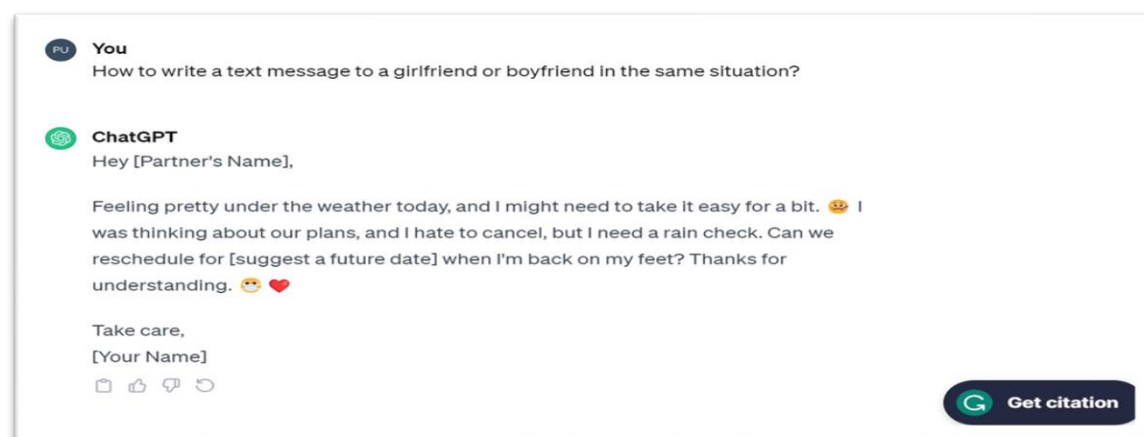 PU You
How to write a text message to a girlfriend or boyfriend in the same situation?
ChatGPT
Hey [Partner's Name],
Feeling pretty under the weather today, and I might need to take it easy for a bit. 🤒 I
was thinking about our plans, and I hate to cancel, but I need a rain check. Can we
reschedule for [suggest a future date] when I'm back on my feet? Thanks for
understanding. 😷 ❤️
Take care,
[Your Name]
Get citation